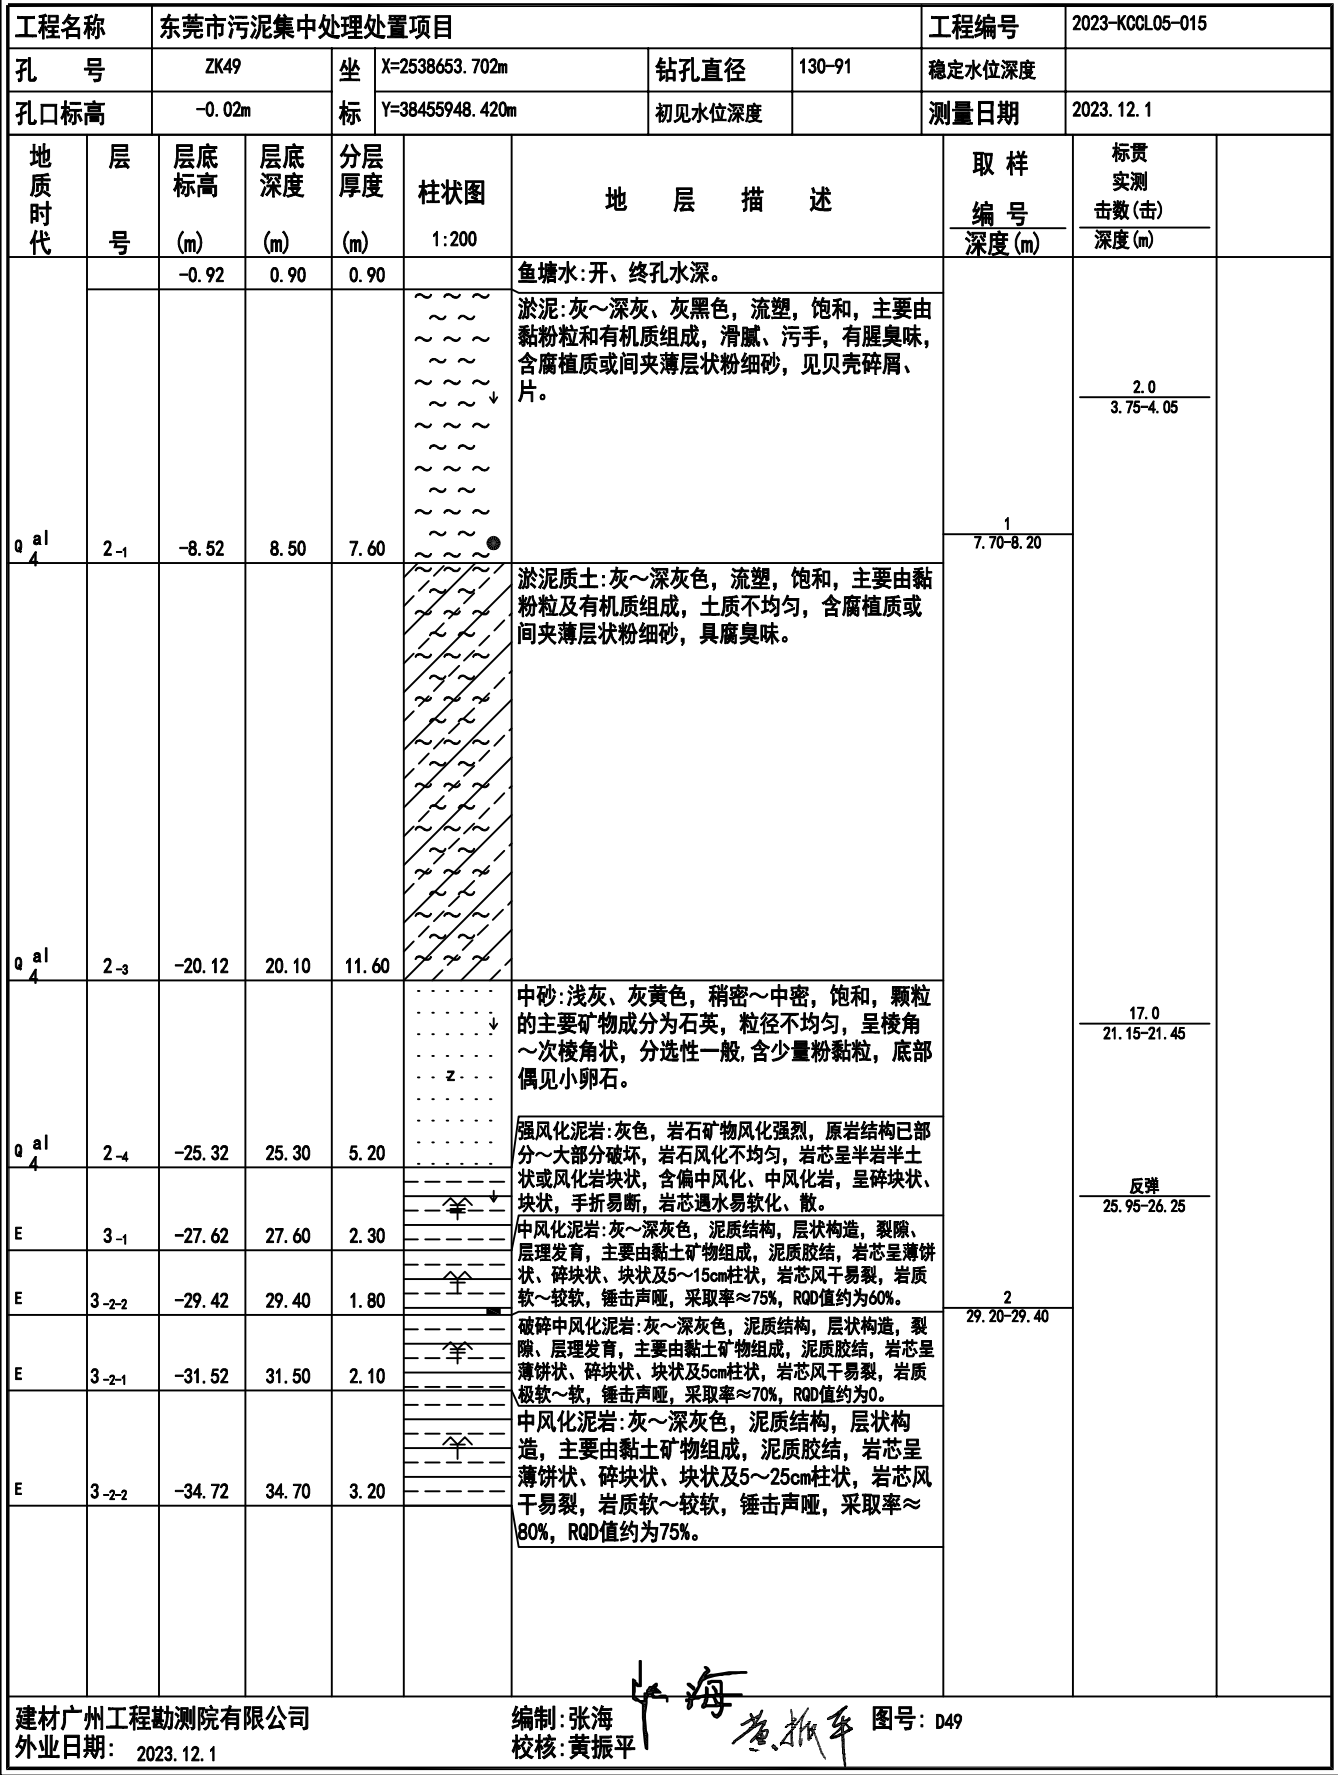 工程名称 东莞市污泥集中处理处置项目 工程编号 2023-KCCL05-015
孔 号 ZK49 坐 X=2538653.702m 钻孔直径 130-91 稳定水位深度
孔口标高 -0.02m 标 Y=38455948.420m 初见水位深度 测量日期 2023.12.1
地质时代 层号 层底标高(m) 层底深度(m) 分层厚度(m) 柱状图 1:200 地 层 描 述 取样编号 深度(m) 标贯实测击数(击) 深度(m)
-0.92 0.90 0.90 鱼塘水:开、终孔水深。
淤泥:灰～深灰、灰黑色，流塑，饱和，主要由
黏粉粒和有机质组成，滑腻、污手，有腥臭味，
含腐植质或间夹薄层状粉细砂，见贝壳碎屑、
片。
2.0
3.75-4.05
1
7.70-8.20
Q al 4 2-1 -8.52 8.50 7.60
淤泥质土:灰～深灰色，流塑，饱和，主要由黏
粉粒及有机质组成，土质不均匀，含腐植质或
间夹薄层状粉细砂，具腐臭味。
Q al 4 2-3 -20.12 20.10 11.60
中砂:浅灰、灰黄色，稍密～中密，饱和，颗粒
的主要矿物成分为石英，粒径不均匀，呈棱角
～次棱角状，分选性一般,含少量粉黏粒，底部
偶见小卵石。
17.0
21.15-21.45
z
Q al 4 2-4 -25.32 25.30 5.20
强风化泥岩:灰色，岩石矿物风化强烈，原岩结构已部
分～大部分破坏，岩石风化不均匀，岩芯呈半岩半土
状或风化岩块状，含偏中风化、中风化岩，呈碎块状、
块状，手折易断，岩芯遇水易软化、散。
反弹
25.95-26.25
E 3-1 -27.62 27.60 2.30
中风化泥岩:灰～深灰色，泥质结构，层状构造，裂隙、
层理发育，主要由黏土矿物组成，泥质胶结，岩芯呈薄饼
状、碎块状、块状及5～15cm柱状，岩芯风干易裂，岩质
软～较软，锤击声哑，采取率≈75%，RQD值约为60%。
E 3-2-2 -29.42 29.40 1.80
2
29.20-29.40
破碎中风化泥岩:灰～深灰色，泥质结构，层状构造，裂
隙、层理发育，主要由黏土矿物组成，泥质胶结，岩芯呈
薄饼状、碎块状、块状及5cm柱状，岩芯风干易裂，岩质
极软～软，锤击声哑，采取率≈70%，RQD值约为0。
E 3-2-1 -31.52 31.50 2.10
中风化泥岩:灰～深灰色，泥质结构，层状构
造，主要由黏土矿物组成，泥质胶结，岩芯呈
薄饼状、碎块状、块状及5～25cm柱状，岩芯风
干易裂，岩质软～较软，锤击声哑，采取率≈
80%，RQD值约为75%。
E 3-2-2 -34.72 34.70 3.20
建材广州工程勘测院有限公司 编制:张海 张海 图号: D49
外业日期: 2023.12.1 校核:黄振平 黄振平